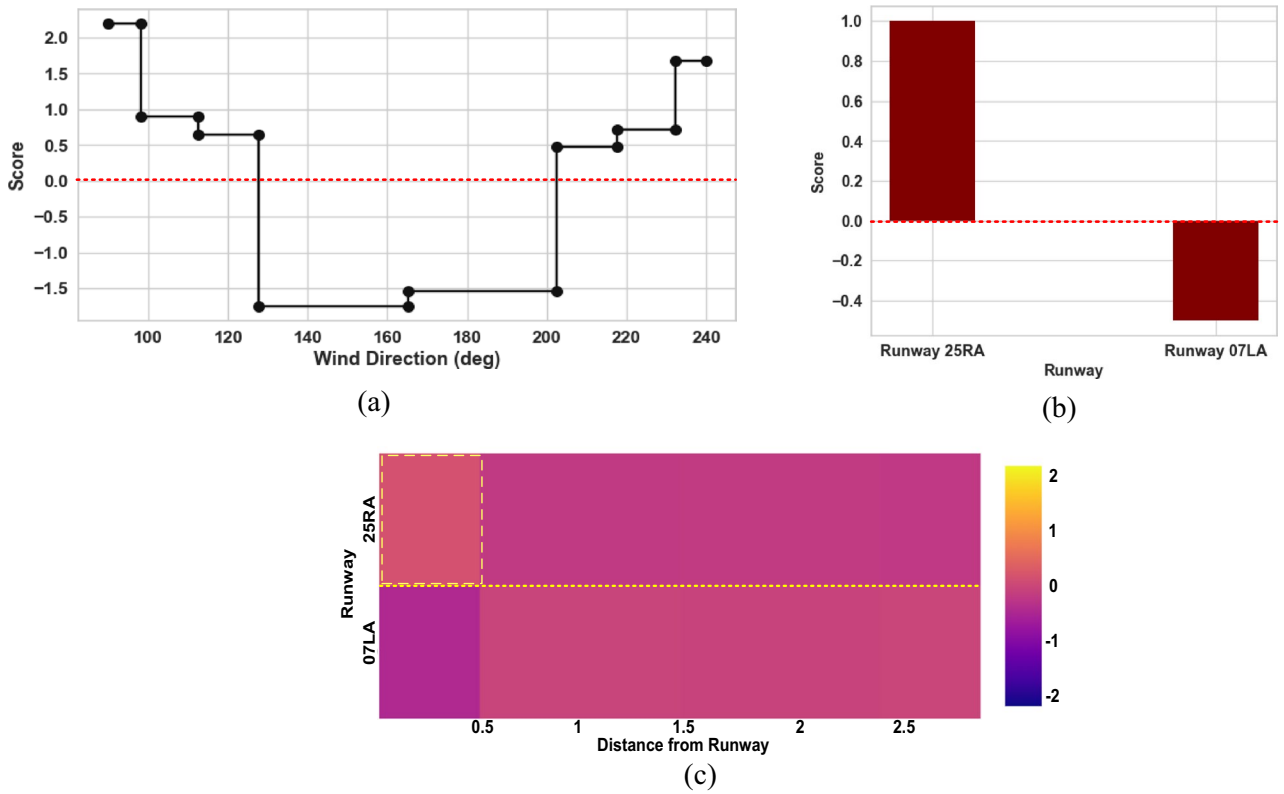 2.0
1.5
1.0
0.5
0.0
−0.5
−1.0
−1.5
Score
100 120 140 160 180 200 220 240
Wind Direction (deg)
(a)
1.0
0.8
0.6
0.4
0.2
0.0
−0.2
−0.4
Score
Runway 25RA Runway 07LA
Runway
(b)
25RA
07LA
Runway
0.5 1 1.5 2 2.5
Distance from Runway
2
1
0
-1
-2
(c)